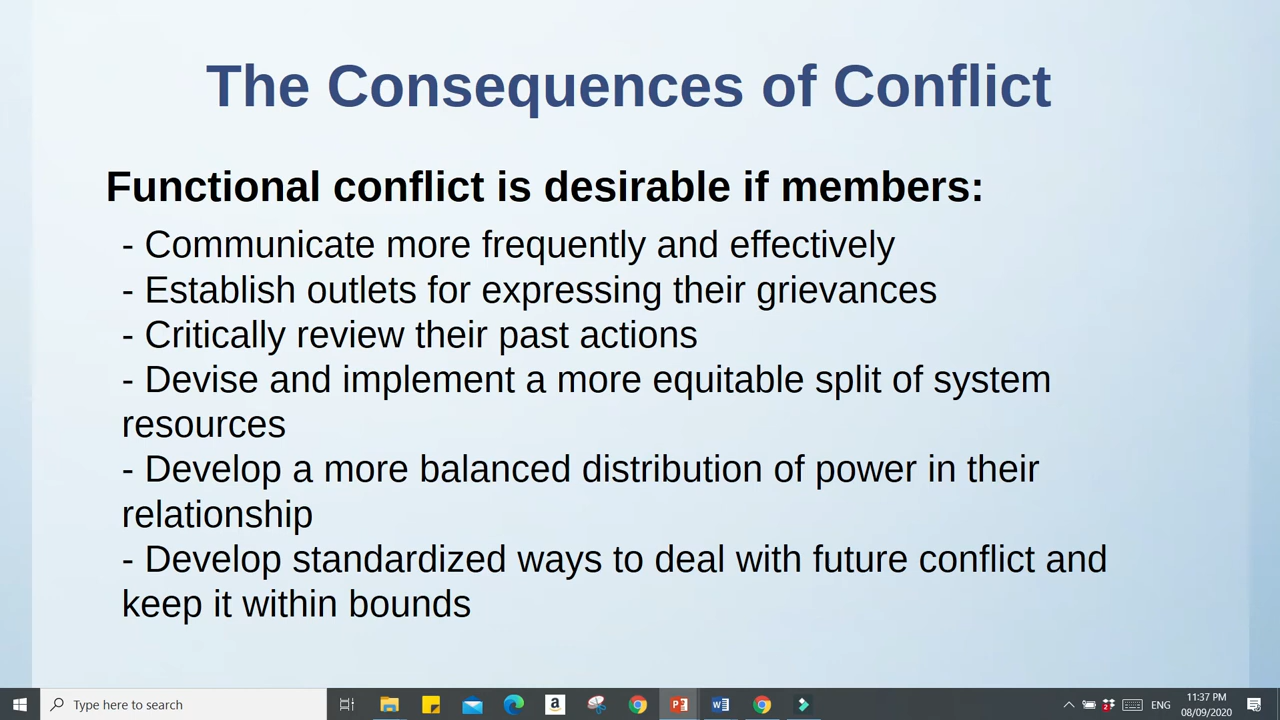 The Consequences of Conflict
Functional conflict is desirable if members:
- Communicate more frequently and effectively
- Establish outlets for expressing their grievances
- Critically review their past actions
- Devise and implement a more equitable split of system
resources
- Develop a more balanced distribution of power in their
relationship
- Develop standardized ways to deal with future conflict and
keep it within bounds
Type here to search
ENG
11:37 PM
08/09/2020